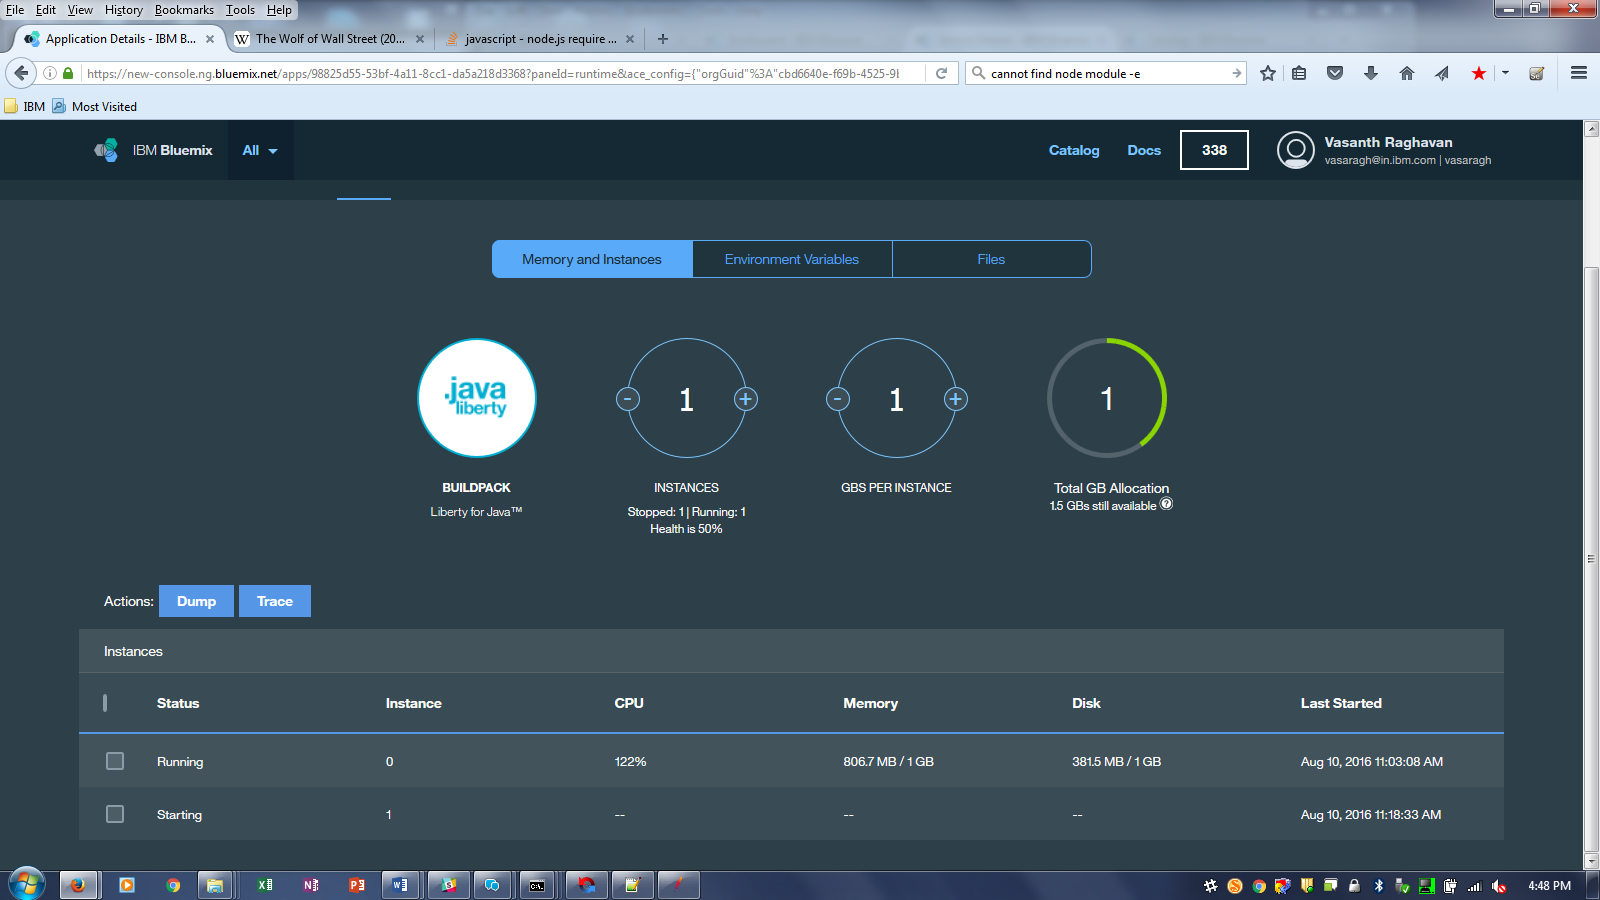 File Edit View History Bookmarks Tools Help
Application Details - IBM B...
The Wolf of Wall Street (20...
javascript - node.js require ...
https://new-console.ng.bluemix.net/apps/98825d55-53bf-4a11-8cc1-da5a218d3368?paneId=runtime&ace_config={"orgGuid"%3A"cbd6640e-f69b-4525-9b
cannot find node module -e
IBM Most Visited
IBM Bluemix
All
Catalog
Docs
338
Vasanth Raghavan
vasaragh@in.ibm.com | vasaragh
Memory and Instances
Environment Variables
Files
.java
liberty
BUILDPACK
Liberty for Java™
- 1 +
INSTANCES
Stopped: 1 | Running: 1
Health is 50%
- 1 +
GBS PER INSTANCE
1
Total GB Allocation
1.5 GBs still available ?
Actions: Dump Trace
Instances
Status Instance CPU Memory Disk Last Started
Running 0 122% 806.7 MB / 1 GB 381.5 MB / 1 GB Aug 10, 2016 11:03:08 AM
Starting 1 -- -- -- Aug 10, 2016 11:18:33 AM
4:48 PM